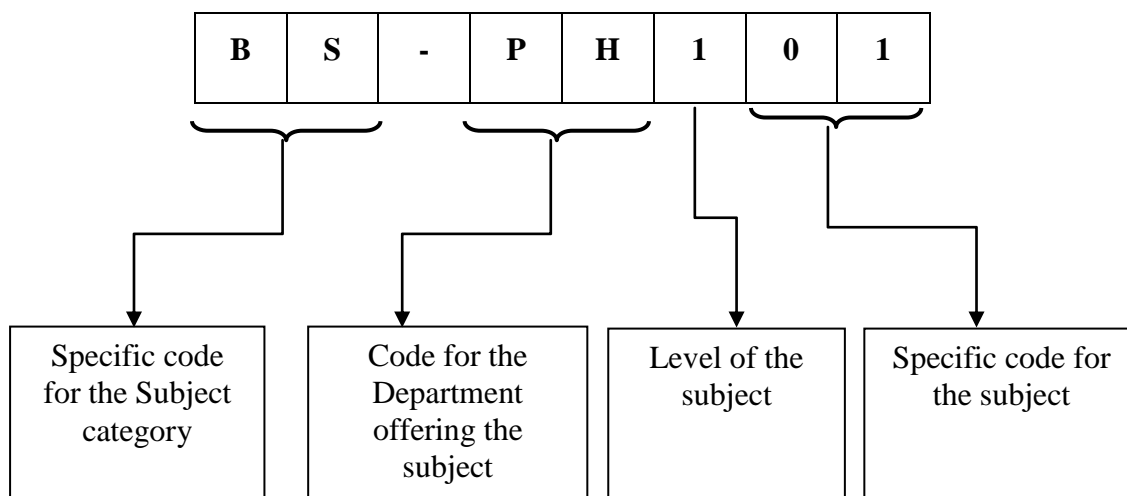 B S - P H 1 0 1
Specific code
for the Subject
category
Code for the
Department
offering the
subject
Level of the
subject
Specific code for
the subject